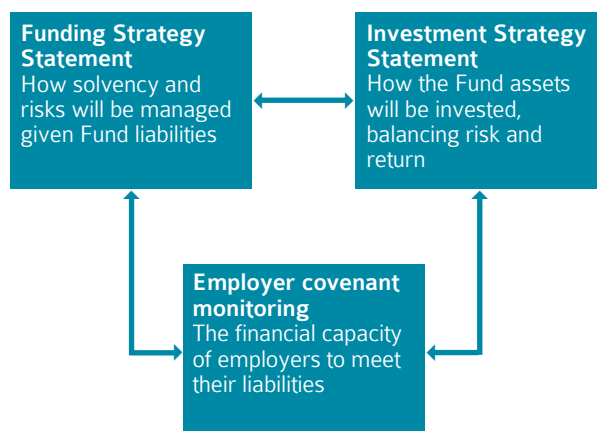 Funding Strategy
Statement
How solvency and
risks will be managed
given Fund liabilities
Investment Strategy
Statement
How the Fund assets
will be invested,
balancing risk and
return
Employer covenant
monitoring
The financial capacity
of employers to meet
their liabilities